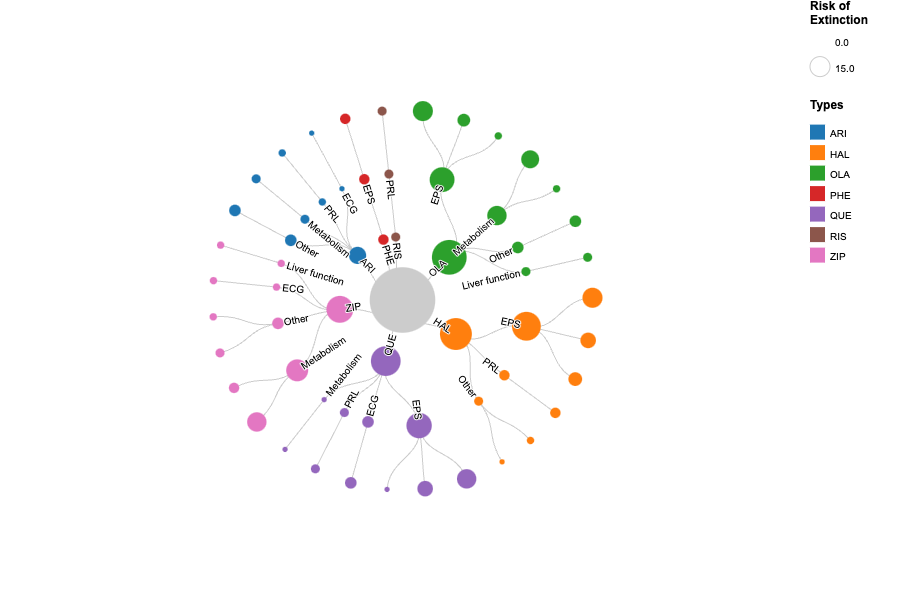 Risk of
Extinction
0.0
15.0
Types
ARI
HAL
OLA
PHE
QUE
RIS
ZIP
EPS
PRL
ECG
PRL
Metabolism
Other
ARI
PHE
RIS
EPS
OLA
Metabolism
Other
Liver function
Liver function
ECG
Other
Metabolism
ZIP
HAL
EPS
PRL
Other
QUE
Metabolism
PRL
ECG
EPS